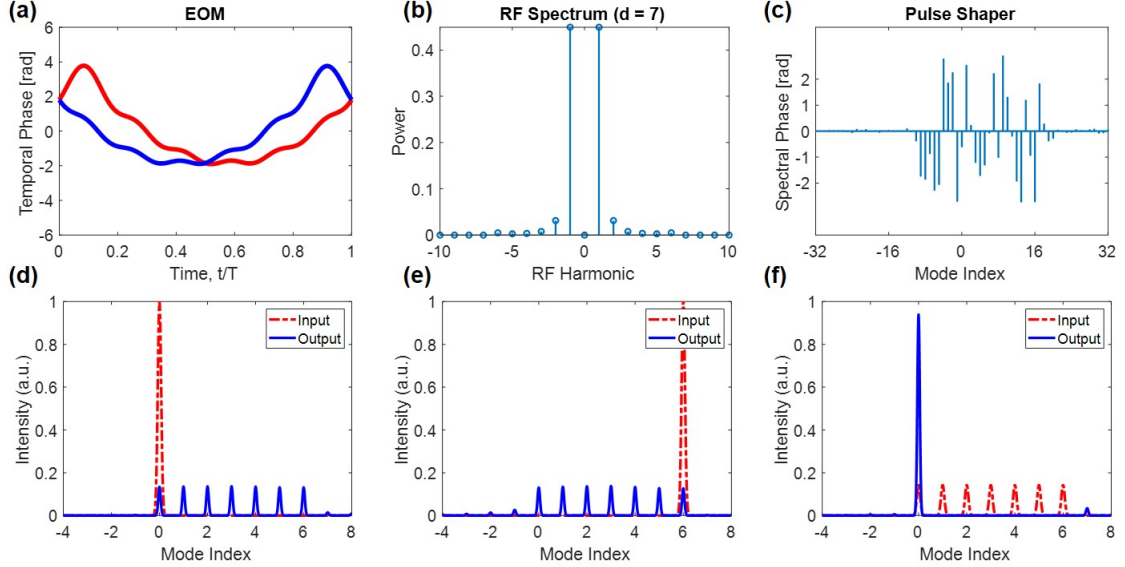 (a) EOM
Temporal Phase [rad]
6
4
2
0
-2
-4
-6
0 0.2 0.4 0.6 0.8 1
Time, t/T
(b) RF Spectrum (d = 7)
Power
0.4
0.3
0.2
0.1
0
-10 -5 0 5 10
RF Harmonic
(c) Pulse Shaper
Spectral Phase [rad]
2
1
0
-1
-2
-32 -16 0 16 32
Mode Index
(d)
Intensity (a.u.)
1
0.8
0.6
0.4
0.2
0
Input
Output
-4 -2 0 2 4 6 8
Mode Index
(e)
Intensity (a.u.)
1
0.8
0.6
0.4
0.2
0
Input
Output
-4 -2 0 2 4 6 8
Mode Index
(f)
Intensity (a.u.)
1
0.8
0.6
0.4
0.2
0
Input
Output
-4 -2 0 2 4 6 8
Mode Index